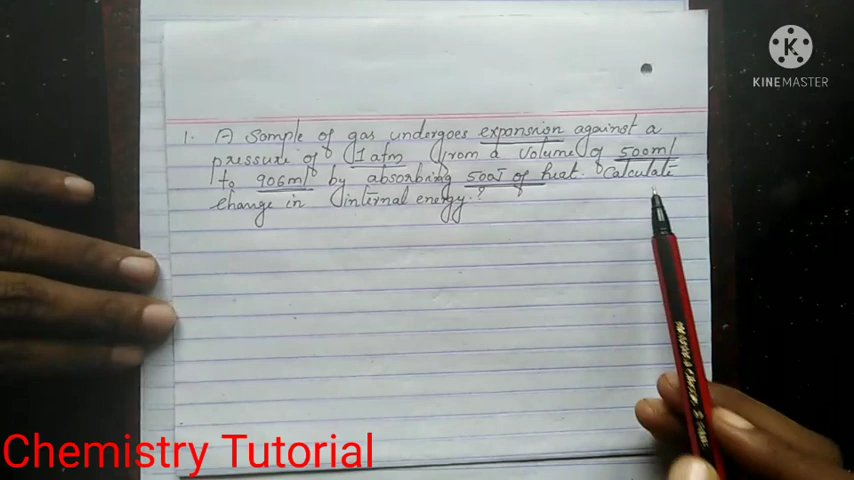 KINEMASTER
1. A Sample of gas undergoes expansion against a
pressure of 1 atm from a volume of 500ml
to 906ml by absorbing 500J of heat. Calculate
change in internal energy.?
Chemistry Tutorial